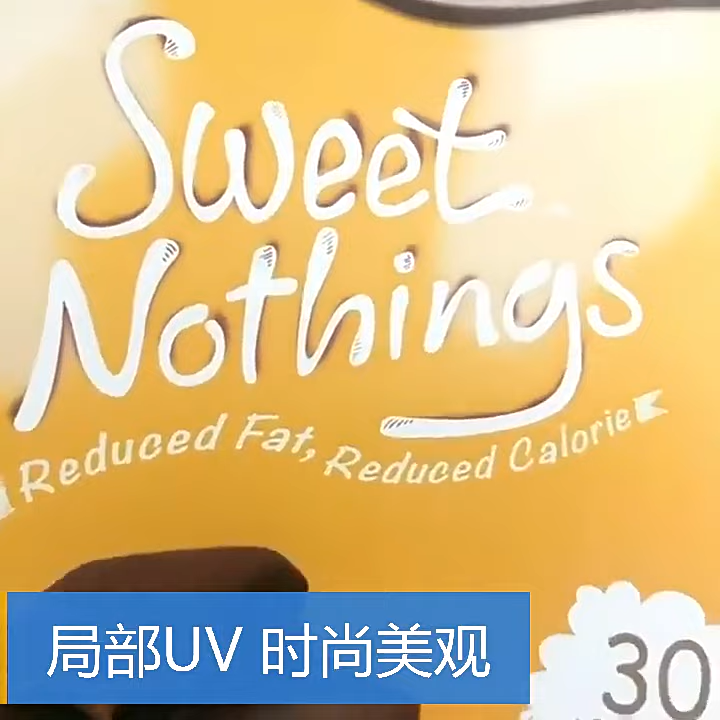 Sweet
Nothings
Reduced Fat, Reduced Calorie
局部UV 时尚美观
30